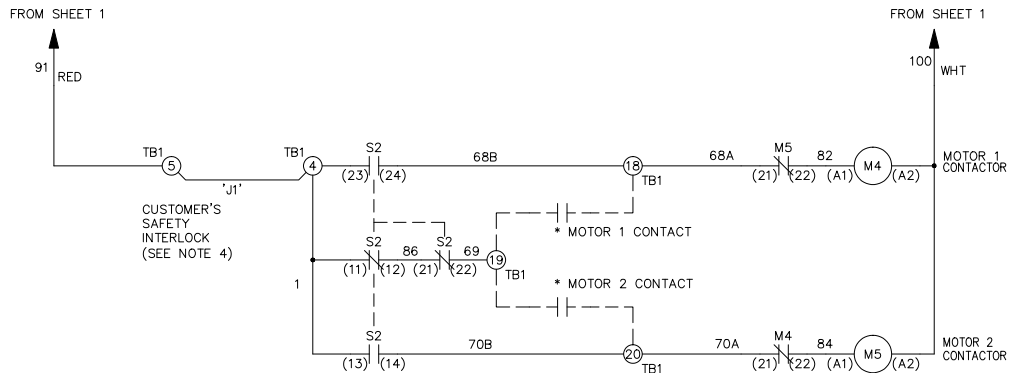 FROM SHEET 1
FROM SHEET 1
91
RED
100
WHT
TB1
5
TB1
4
S2
(23)
(24)
68B
18
TB1
68A
M5
(21)
(22)
82
(A1)
M4
(A2)
MOTOR 1
CONTACTOR
'J1'
CUSTOMER'S
SAFETY
INTERLOCK
(SEE NOTE 4)
* MOTOR 1 CONTACT
S2
(11)
(12)
86
S2
(21)
(22)
69
19
TB1
1
* MOTOR 2 CONTACT
S2
(13)
(14)
70B
20
TB1
70A
M4
(21)
(22)
84
(A1)
M5
(A2)
MOTOR 2
CONTACTOR